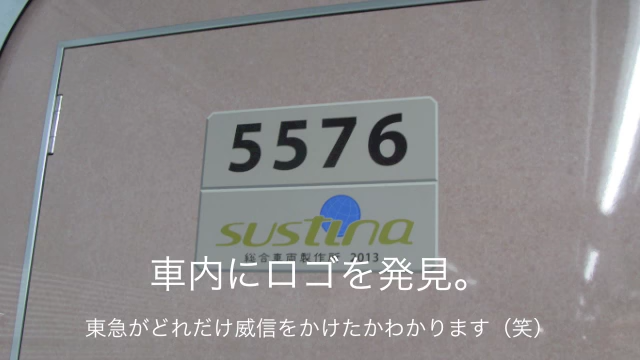 5576
sustina
総合車両製作所 2013
車内にロゴを発見。
東急がどれだけ威信をかけたかわかります（笑）